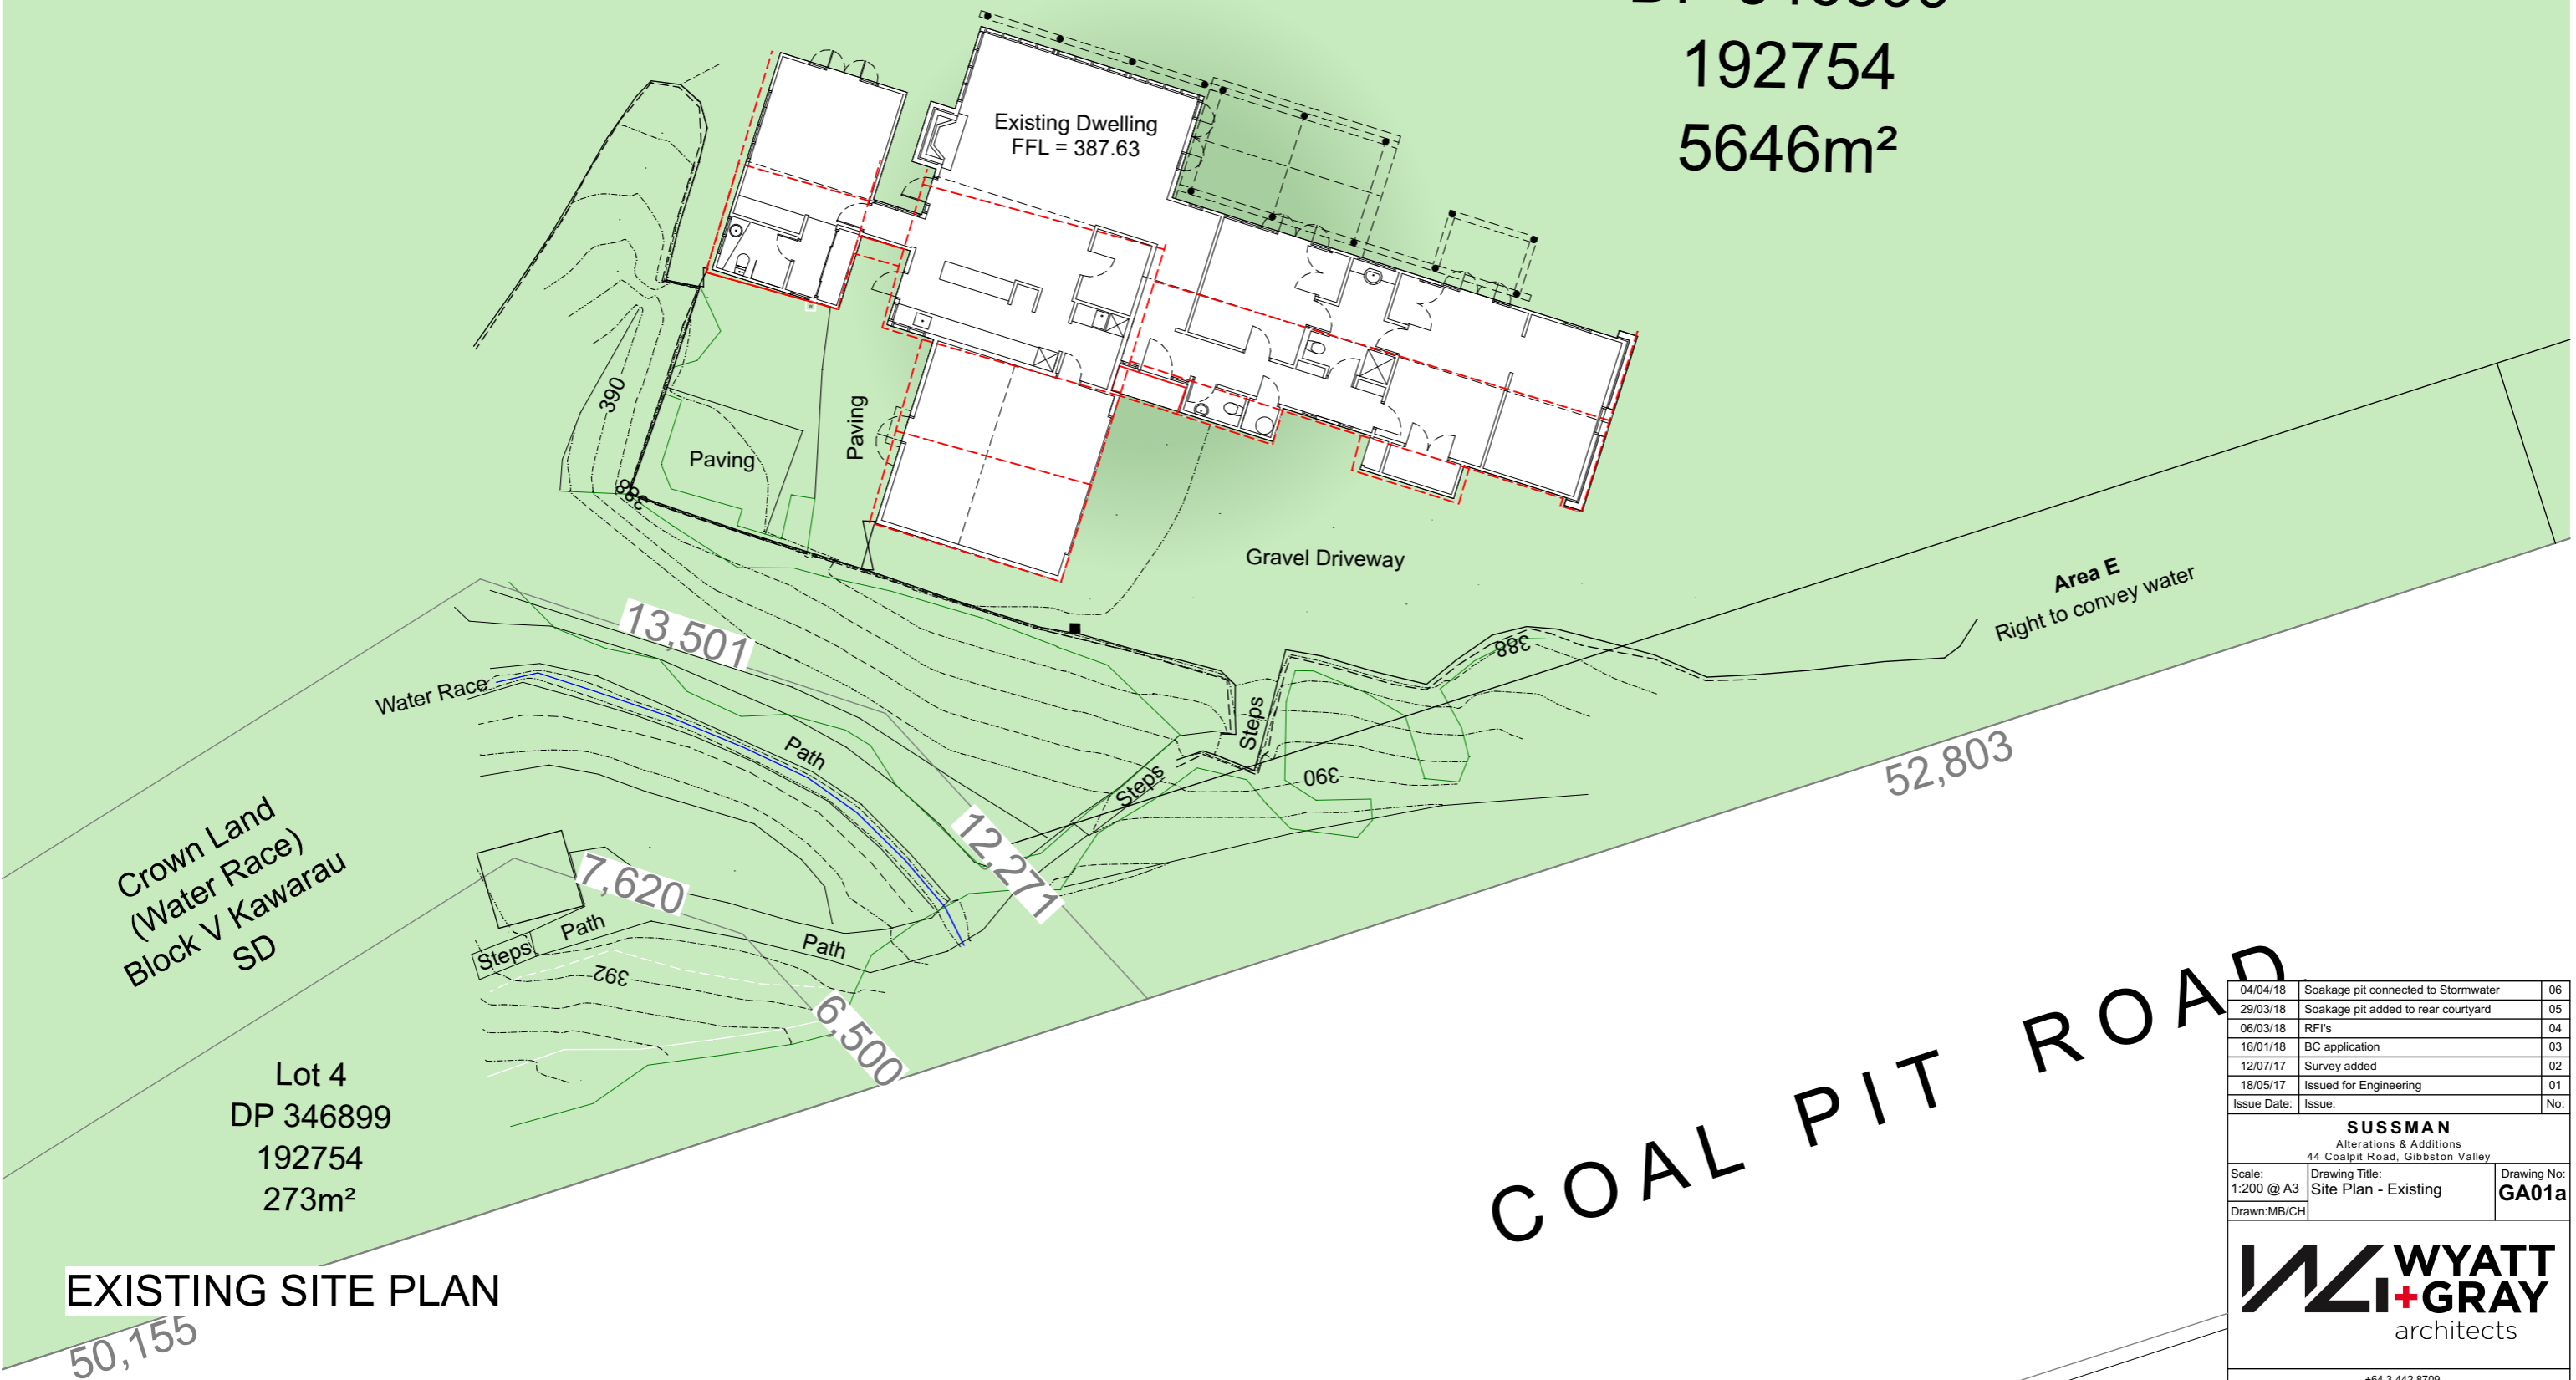 192754
5646m²
Existing Dwelling
FFL = 387.63
390
Paving
Paving
388
Gravel Driveway
Area E
Right to convey water
13,501
388
Water Race
Steps
Path
Steps
390
52,803
Crown Land
(Water Race)
Block V Kawarau
SD
12,271
7,620
Path
Path
Steps
392
6,500
Lot 4
DP 346899
192754
273m²
COAL PIT ROAD
EXISTING SITE PLAN
50,155
04/04/18 Soakage pit connected to Stormwater 06
29/03/18 Soakage pit added to rear courtyard 05
06/03/18 RFI's 04
16/01/18 BC application 03
12/07/17 Survey added 02
18/05/17 Issued for Engineering 01
Issue Date: Issue: No:
SUSSMAN
Alterations & Additions
44 Coalpit Road, Gibbston Valley
Scale: Drawing Title: Drawing No:
1:200 @ A3 Site Plan - Existing GA01a
Drawn:MB/CH
WYATT
+GRAY
architects